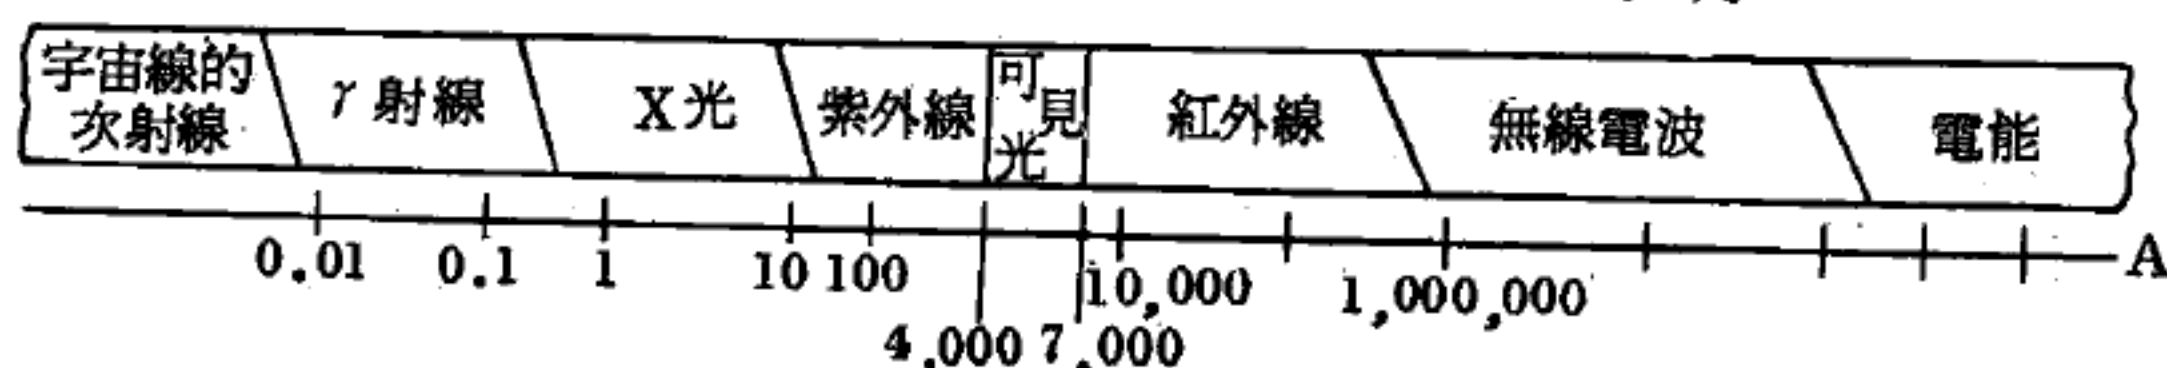 宇宙線的
次射線
γ射線
X光
紫外線
可見光
紅外線
無線電波
電能
0.01
0.1
1
10
100
4,000
7,000
10,000
1,000,000
A